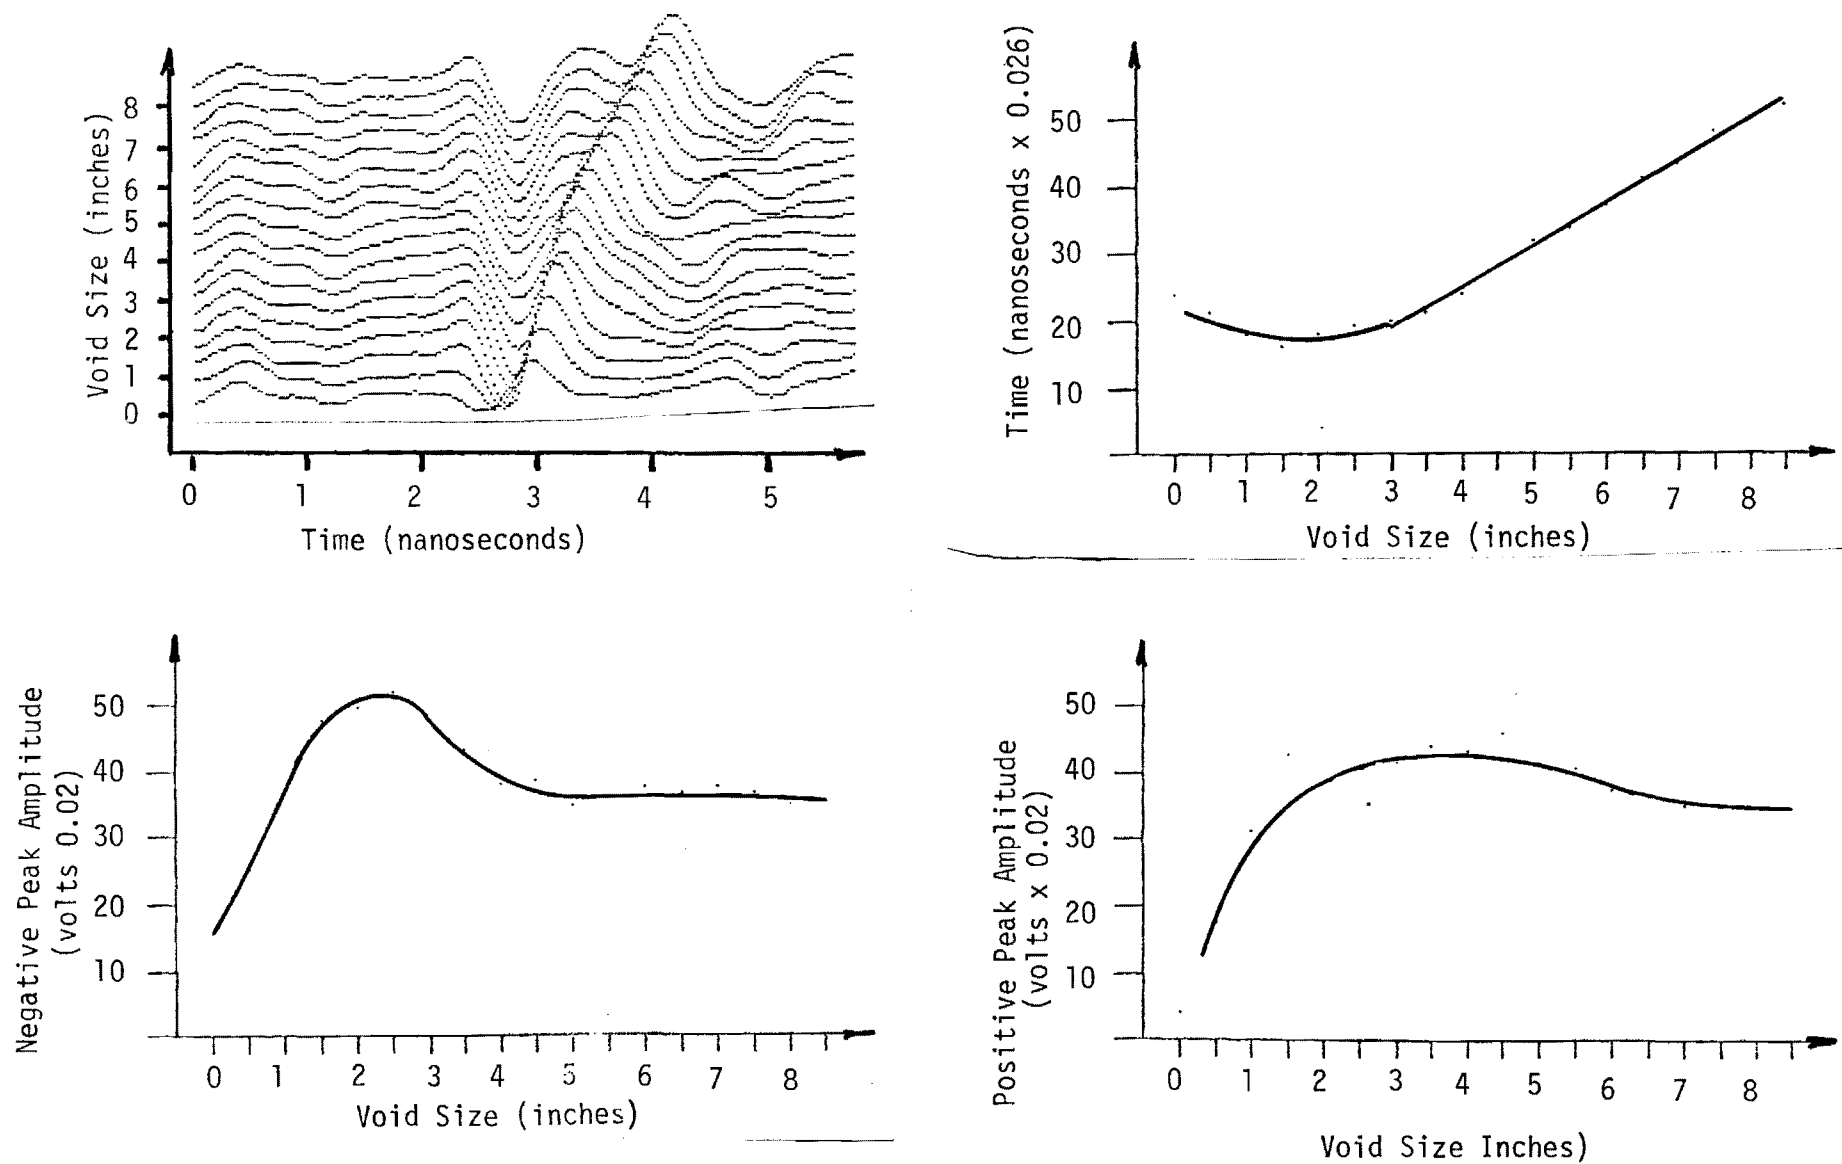 Void Size (inches)
8
7
6
5
4
3
2
1
0
0 1 2 3 4 5
Time (nanoseconds)
Time (nanoseconds x 0.026)
50
40
30
20
10
0 1 2 3 4 5 6 7 8
Void Size (inches)
Negative Peak Amplitude
(volts 0.02)
50
40
30
20
10
0 1 2 3 4 5 6 7 8
Void Size (inches)
Positive Peak Amplitude
(volts x 0.02)
50
40
30
20
10
0 1 2 3 4 5 6 7 8
Void Size Inches)